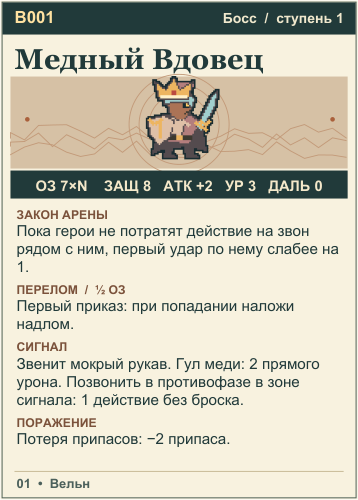 B001
Босс / ступень 1
Медный Вдовец
ОЗ 7×N ЗАЩ 8 АТК +2 УР 3 ДАЛЬ 0
ЗАКОН АРЕНЫ
Пока герои не потратят действие на звон
рядом с ним, первый удар по нему слабее на
1.
ПЕРЕЛОМ / ½ ОЗ
Первый приказ: при попадании наложи
надлом.
СИГНАЛ
Звенит мокрый рукав. Гул меди: 2 прямого
урона. Позвонить в противофазе в зоне
сигнала: 1 действие без броска.
ПОРАЖЕНИЕ
Потеря припасов: −2 припаса.
01 • Вельн